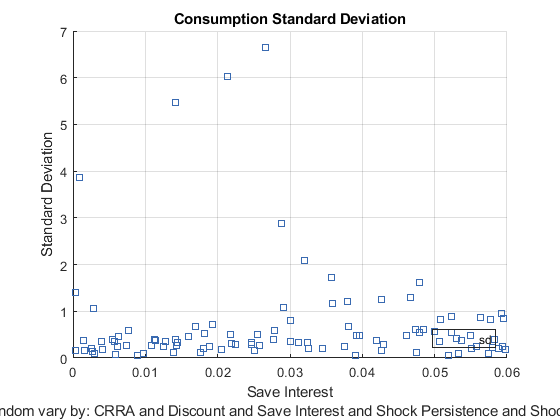 Consumption Standard Deviation
7
6
5
4
3
2
1
0
Standard Deviation
sd
0 0.01 0.02 0.03 0.04 0.05 0.06
Save Interest
ndom vary by: CRRA and Discount and Save Interest and Shock Persistence and Shoc